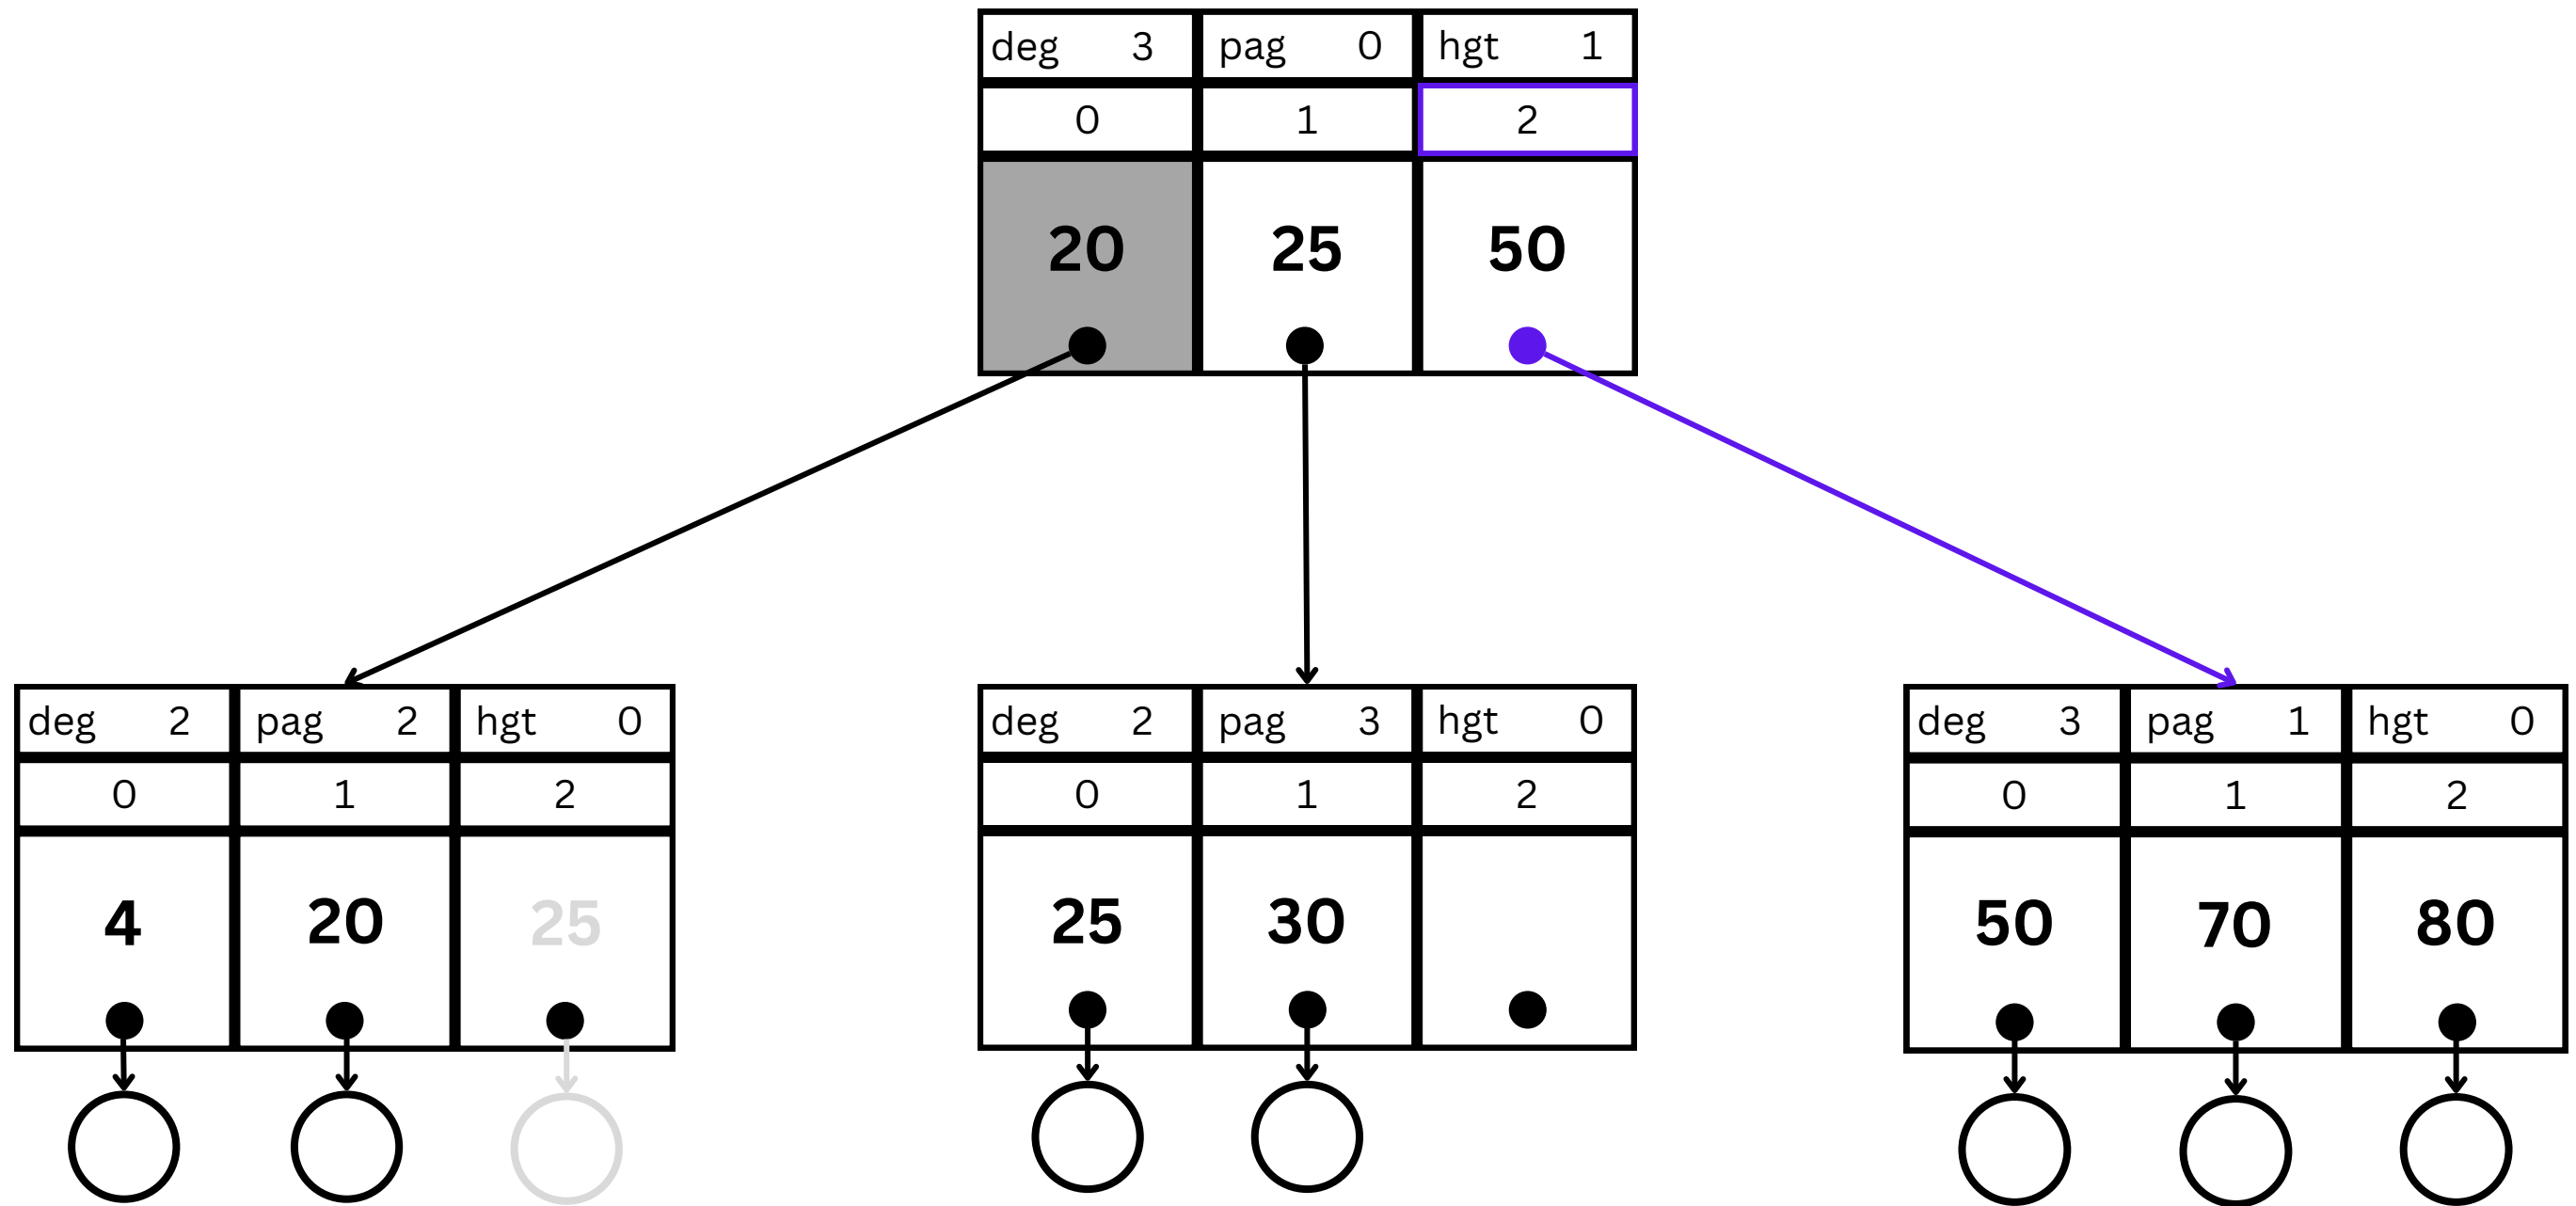 deg 3 pag 0 hgt 1
0 1 2
20 25 50
deg 2 pag 2 hgt 0
0 1 2
4 20 25
deg 2 pag 3 hgt 0
0 1 2
25 30
deg 3 pag 1 hgt 0
0 1 2
50 70 80